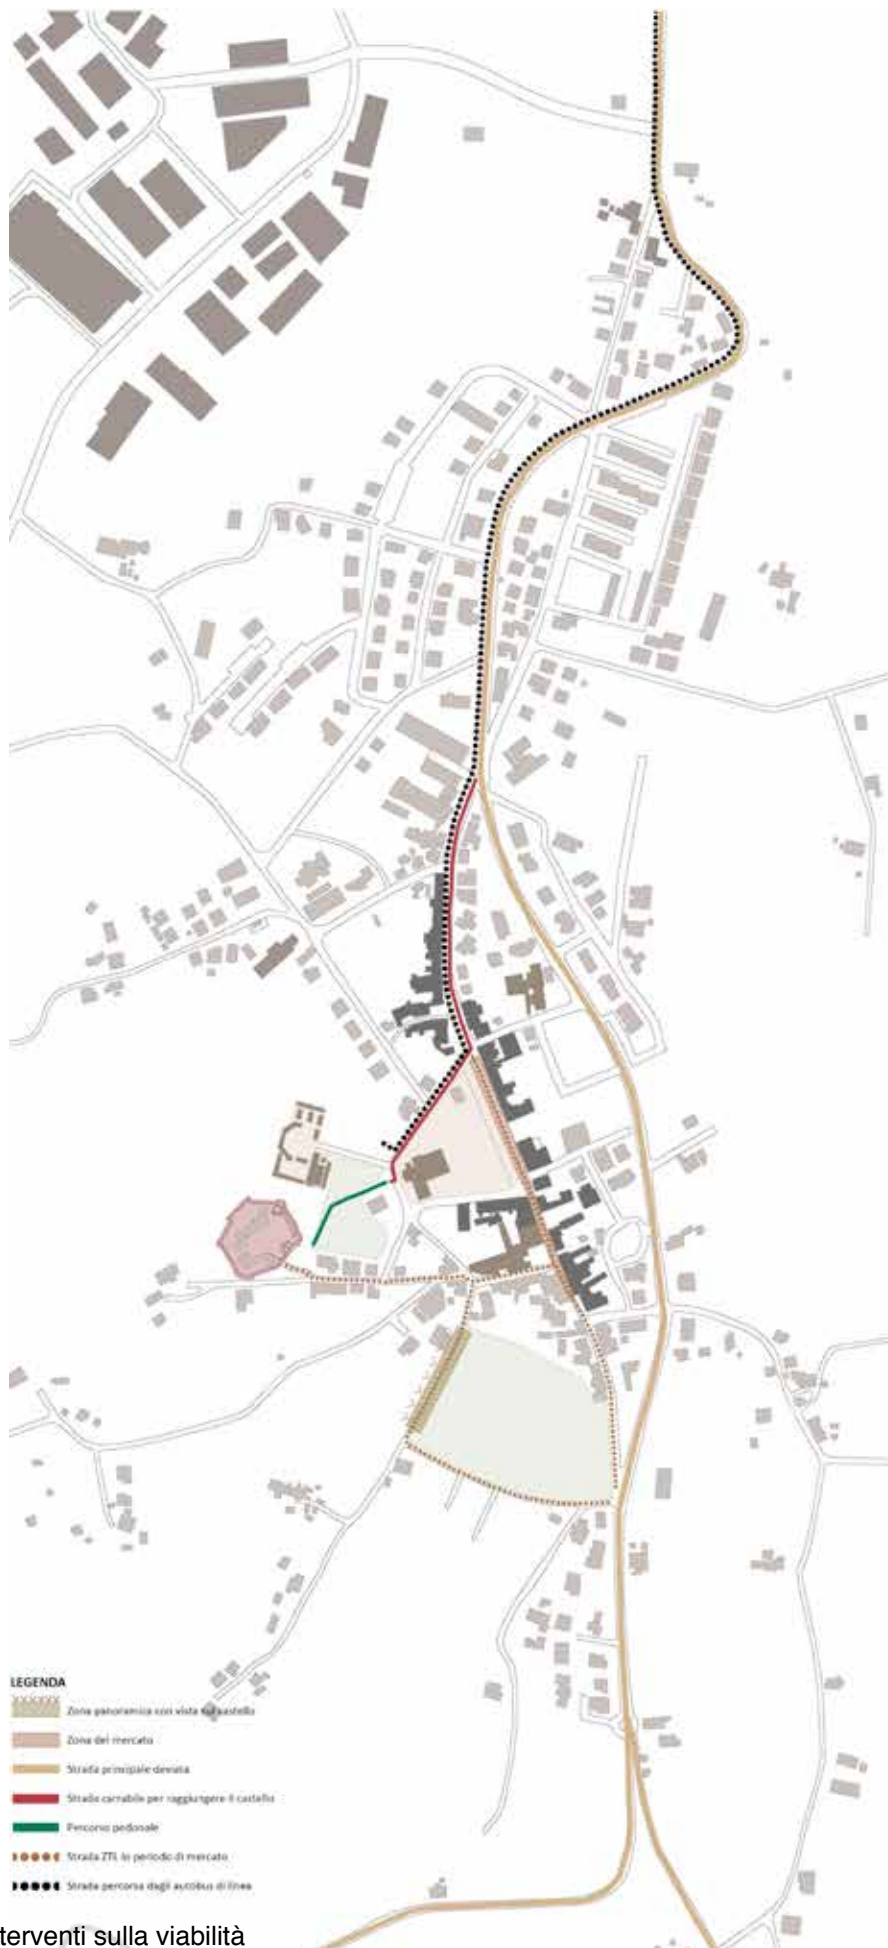 LEGENDA
Zona panoramica con vista sul castello
Zona del mercato
Strada principale deviata
Strada carrabile per raggiungere il castello
Percorso pedonale
Strada ZTL in periodo di mercato
Strada percorsa dagli autobus di linea
terventi sulla viabilità